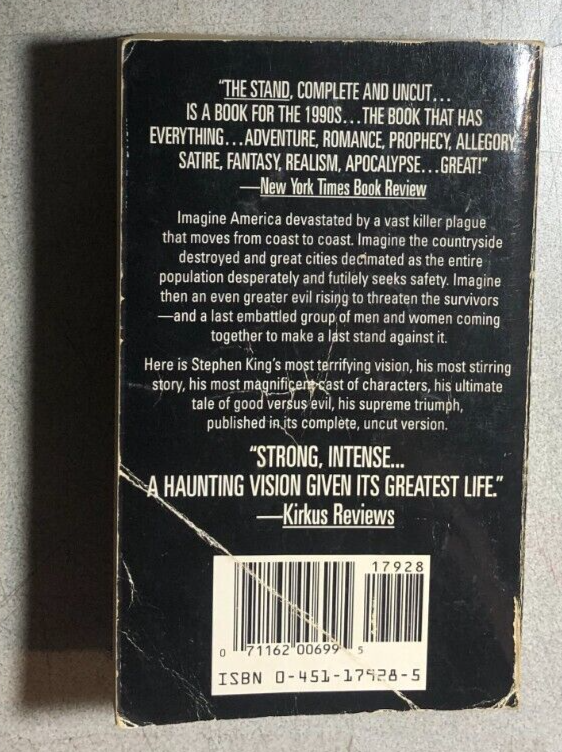 "THE STAND, COMPLETE AND UNCUT...
IS A BOOK FOR THE 1990S...THE BOOK THAT HAS
EVERYTHING...ADVENTURE, ROMANCE, PROPHECY, ALLEGORY
SATIRE, FANTASY, REALISM, APOCALYPSE...GREAT!"
—New York Times Book Review
Imagine America devastated by a vast killer plague
that moves from coast to coast. Imagine the countryside
destroyed and great cities decimated as the entire
population desperately and futilely seeks safety. Imagine
then an even greater evil rising to threaten the survivors
—and a last embattled group of men and women coming
together to make a last stand against it.
Here is Stephen King's most terrifying vision, his most stirring
story, his most magnificent cast of characters, his ultimate
tale of good versus evil, his supreme triumph,
published in its complete, uncut version.
"STRONG, INTENSE...
A HAUNTING VISION GIVEN ITS GREATEST LIFE."
—Kirkus Reviews
17928
0 71162 00699 5
ISBN 0-451-17928-5